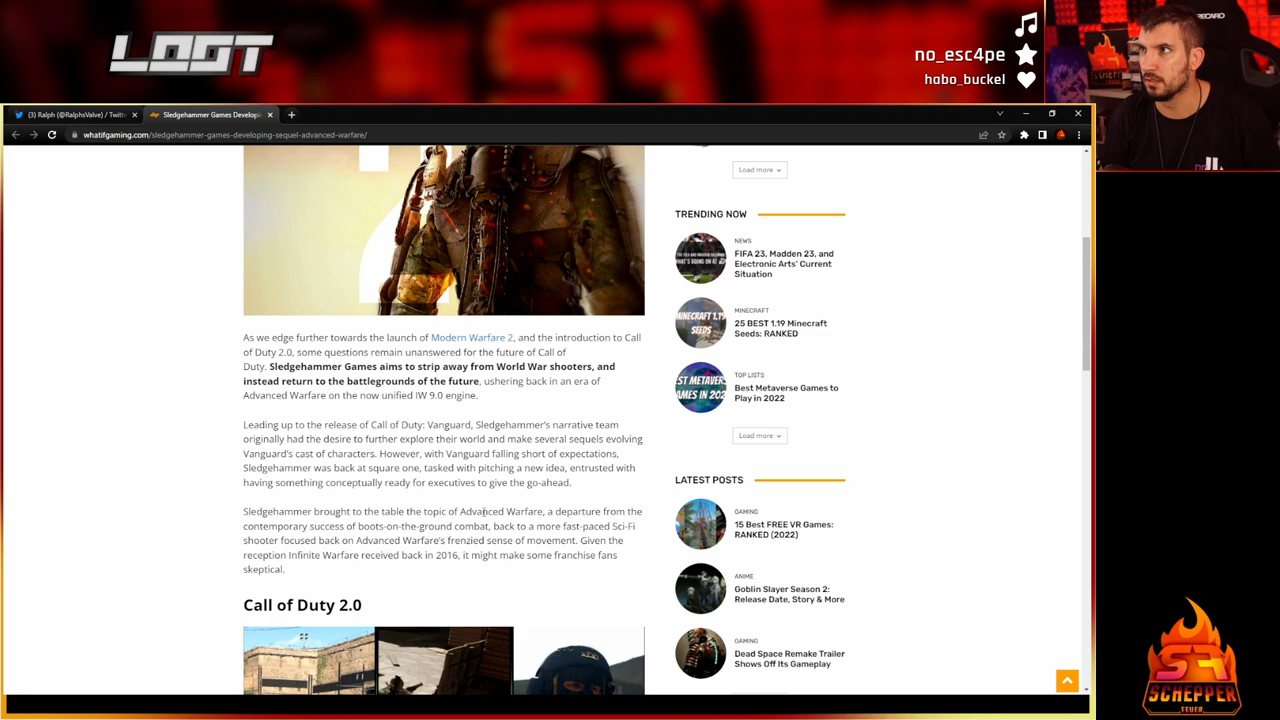 LOOT
no_esc4pe
habo_buckel
RECARO
(3) Ralph (@RalphsValve) / Twitt
Sledgehammer Games Develop
whatifgaming.com/sledgehammer-games-developing-sequel-advanced-warfare/
Load more
TRENDING NOW
NEWS
FIFA 23, Madden 23, and
Electronic Arts' Current
Situation
MINECRAFT
25 BEST 1.19 Minecraft
Seeds: RANKED
TOP LISTS
Best Metaverse Games to
Play in 2022
Load more
As we edge further towards the launch of Modern Warfare 2, and the introduction to Call
of Duty 2.0, some questions remain unanswered for the future of Call of
Duty. Sledgehammer Games aims to strip away from World War shooters, and
instead return to the battlegrounds of the future, ushering back in an era of
Advanced Warfare on the now unified IW 9.0 engine.
Leading up to the release of Call of Duty: Vanguard, Sledgehammer's narrative team
originally had the desire to further explore their world and make several sequels evolving
Vanguard's cast of characters. However, with Vanguard falling short of expectations,
Sledgehammer was back at square one, tasked with pitching a new idea, entrusted with
having something conceptually ready for executives to give the go-ahead.
Sledgehammer brought to the table the topic of Advanced Warfare, a departure from the
contemporary success of boots-on-the-ground combat, back to a more fast-paced Sci-Fi
shooter focused back on Advanced Warfare's frenzied sense of movement. Given the
reception Infinite Warfare received back in 2016, it might make some franchise fans
skeptical.
Call of Duty 2.0
LATEST POSTS
GAMING
15 Best FREE VR Games:
RANKED (2022)
ANIME
Goblin Slayer Season 2:
Release Date, Story & More
GAMING
Dead Space Remake Trailer
Shows Off Its Gameplay
SF
SCHEPPER
FEUER